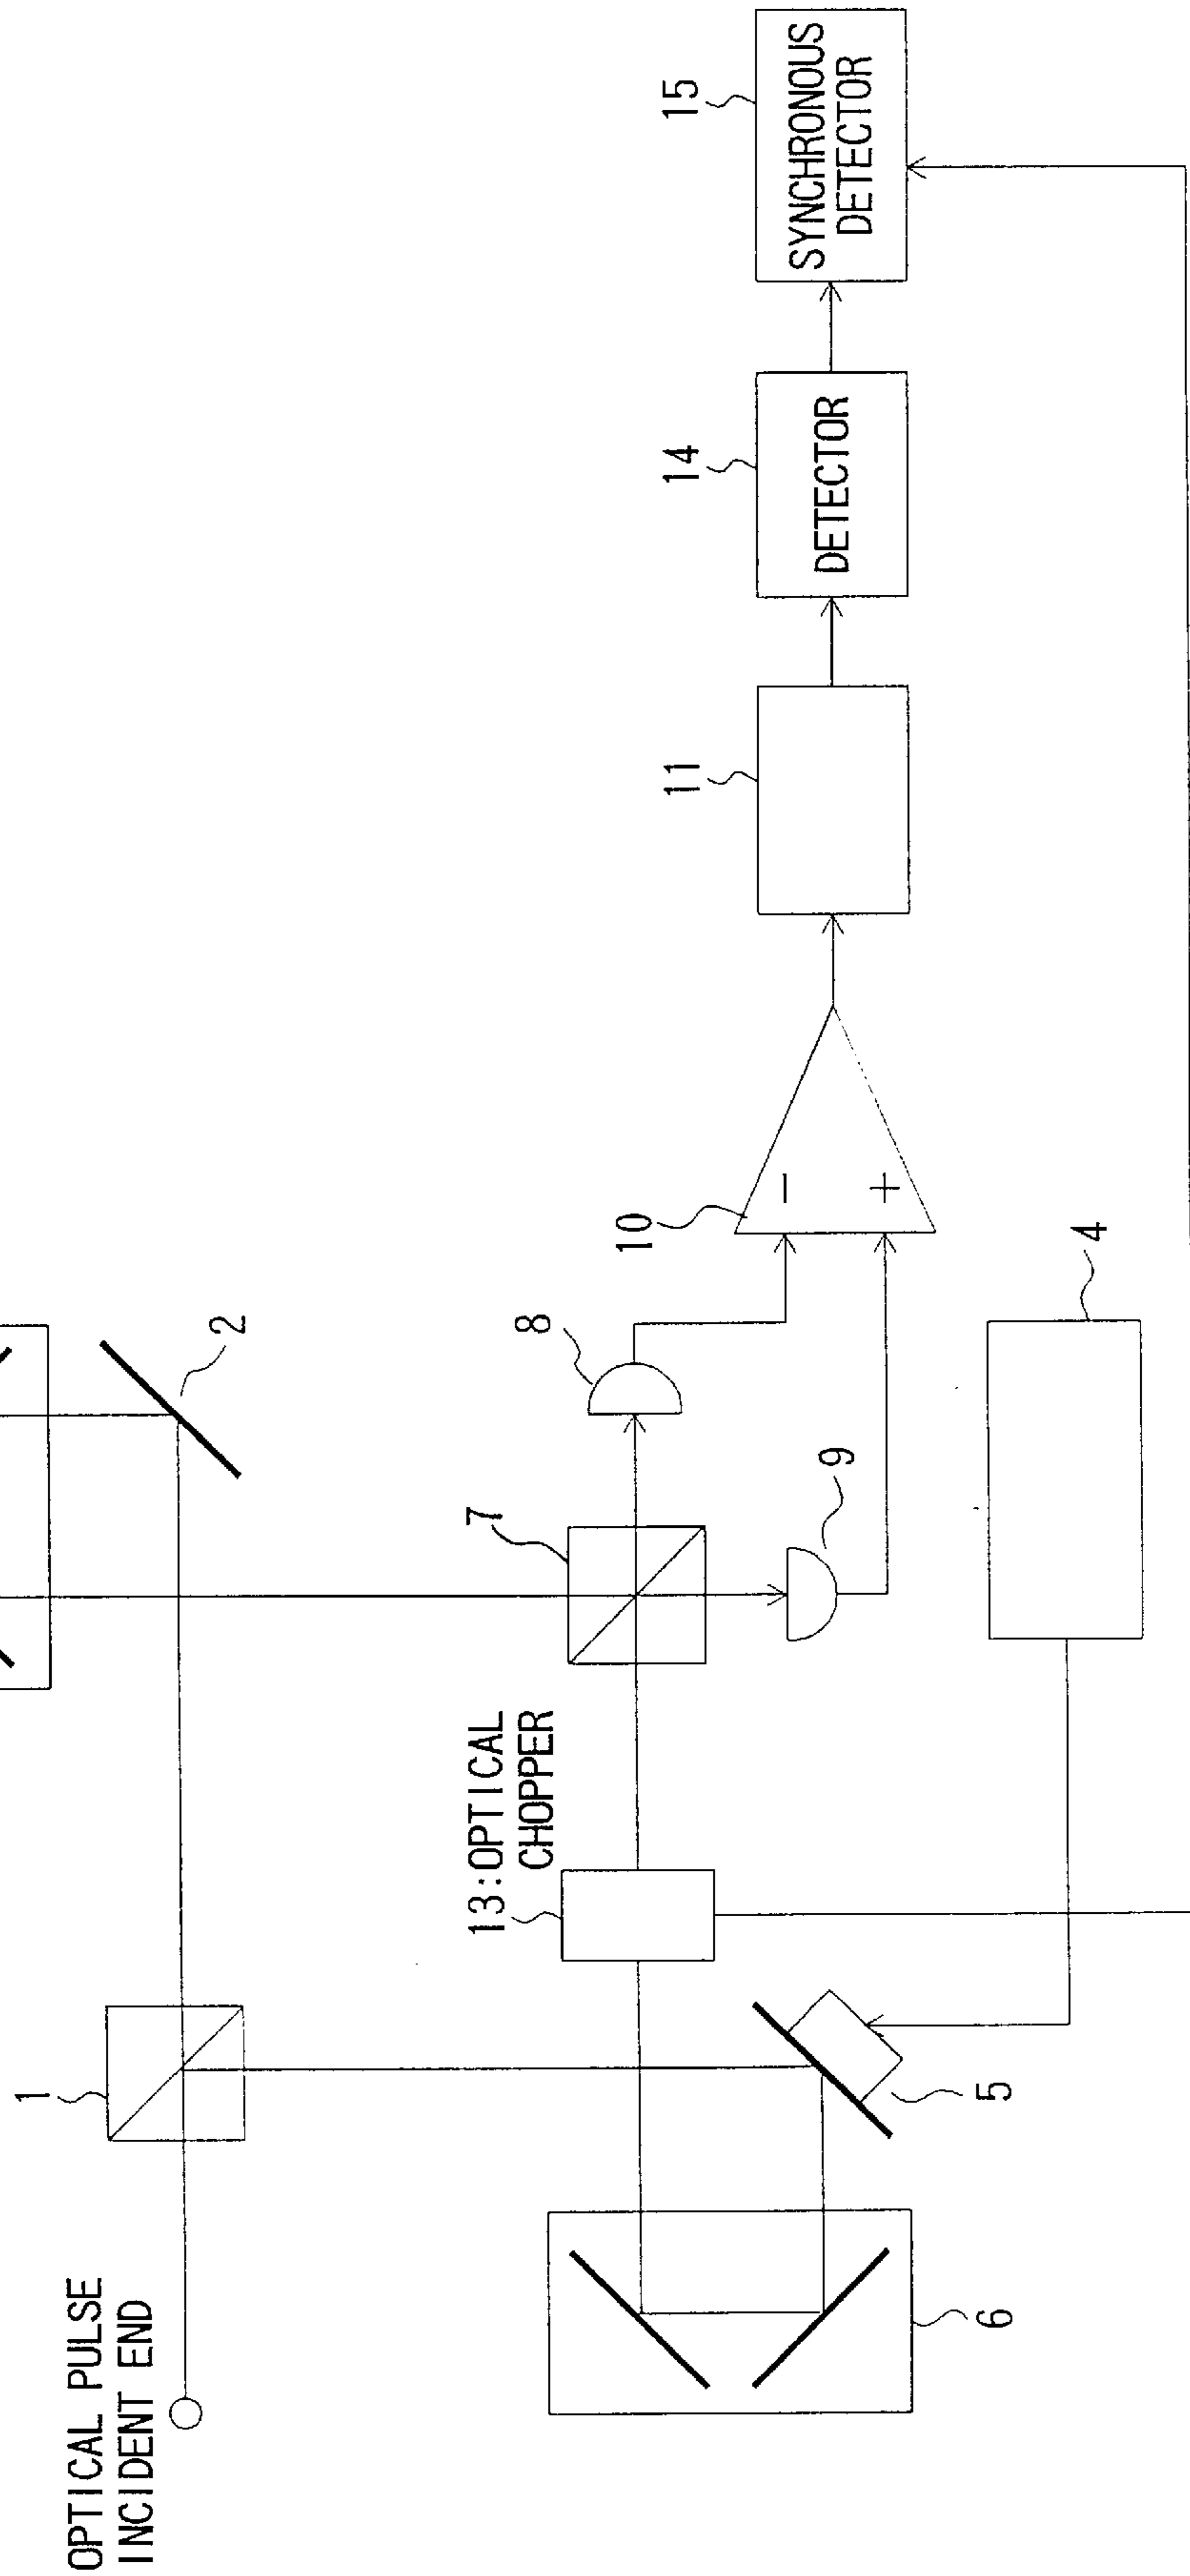 OPTICAL PULSE
INCIDENT END
1
2
13:OPTICAL
CHOPPER
7
8
9
10
-
+
11
14
DETECTOR
15
SYNCHRONOUS
DETECTOR
4
5
6